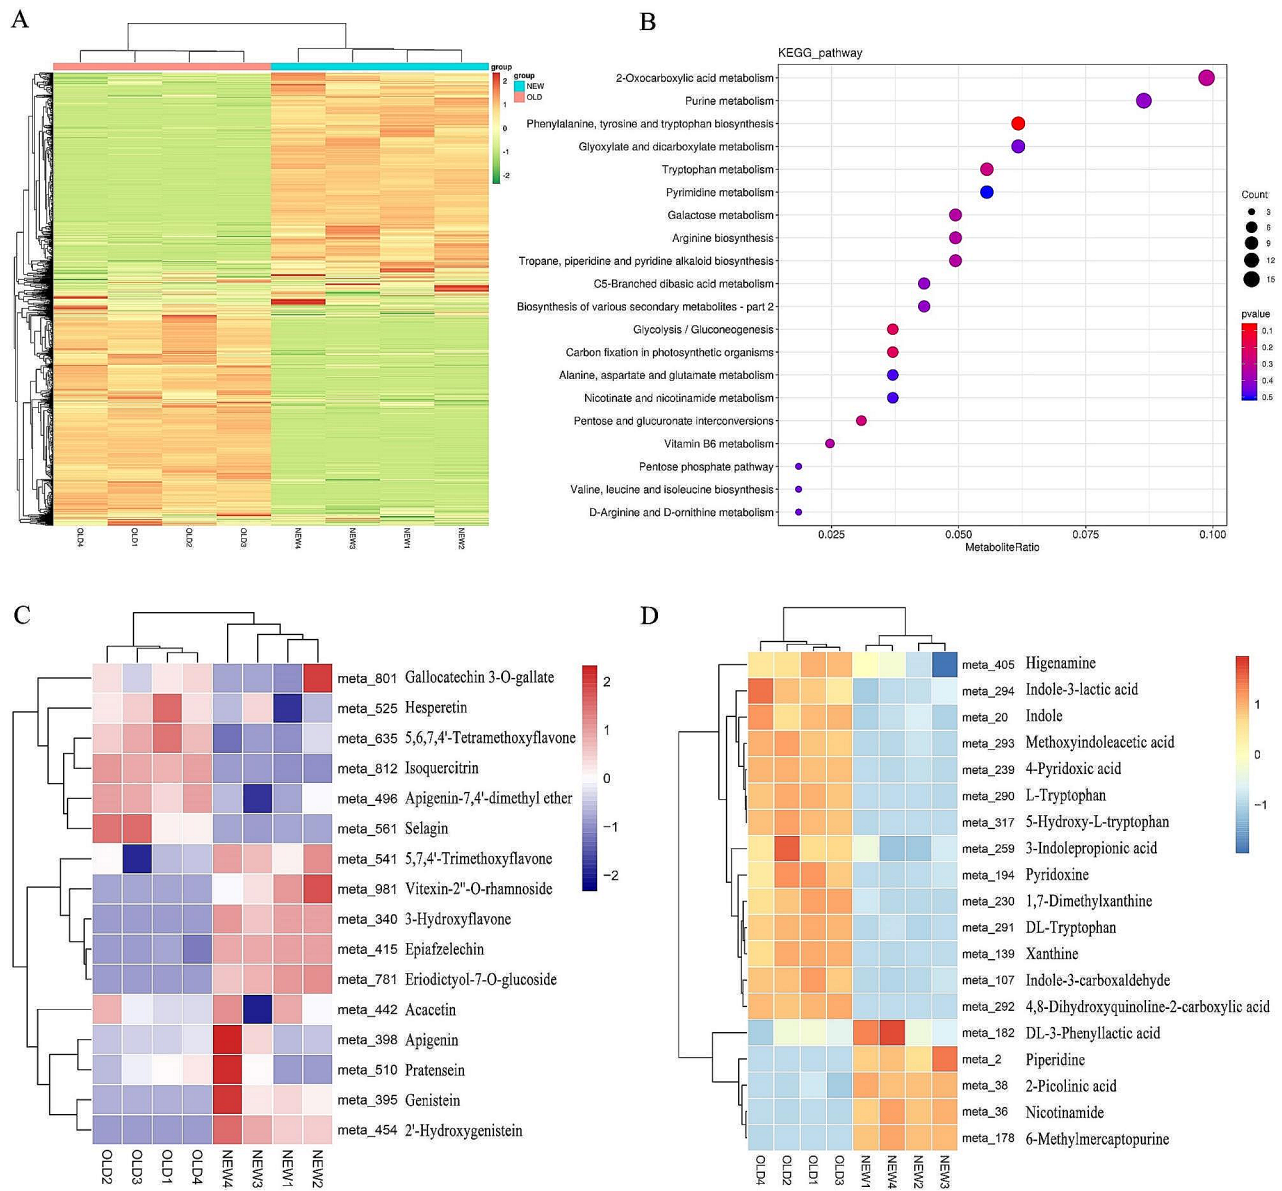 A
group
2
1
0
-1
-2
group
NEW
OLD
OLD4
OLD1
OLD2
OLD3
NEW4
NEW3
NEW1
NEW2
B
KEGG_pathway
2-Oxocarboxylic acid metabolism
Purine metabolism
Phenylalanine, tyrosine and tryptophan biosynthesis
Glyoxylate and dicarboxylate metabolism
Tryptophan metabolism
Pyrimidine metabolism
Galactose metabolism
Arginine biosynthesis
Tropane, piperidine and pyridine alkaloid biosynthesis
C5-Branched dibasic acid metabolism
Biosynthesis of various secondary metabolites - part 2
Glycolysis / Gluconeogenesis
Carbon fixation in photosynthetic organisms
Alanine, aspartate and glutamate metabolism
Nicotinate and nicotinamide metabolism
Pentose and glucuronate interconversions
Vitamin B6 metabolism
Pentose phosphate pathway
Valine, leucine and isoleucine biosynthesis
D-Arginine and D-ornithine metabolism
0.025
0.050
0.075
0.100
MetaboliteRatio
Count
3
6
9
12
15
pvalue
0.1
0.2
0.3
0.4
0.5
C
meta_801 Gallocatechin 3-O-gallate
meta_525 Hesperetin
meta_635 5,6,7,4'-Tetramethoxyflavone
meta_812 Isoquercitrin
meta_496 Apigenin-7,4'-dimethyl ether
meta_561 Selagin
meta_541 5,7,4'-Trimethoxyflavone
meta_981 Vitexin-2"-O-rhamnoside
meta_340 3-Hydroxyflavone
meta_415 Epiafzelechin
meta_781 Eriodictyol-7-O-glucoside
meta_442 Acacetin
meta_398 Apigenin
meta_510 Pratensein
meta_395 Genistein
meta_454 2'-Hydroxygenistein
OLD2
OLD3
OLD1
OLD4
NEW4
NEW3
NEW1
NEW2
2
1
0
−1
−2
D
meta_405 Higenamine
meta_294 Indole-3-lactic acid
meta_20 Indole
meta_293 Methoxyindoleacetic acid
meta_239 4-Pyridoxic acid
meta_290 L-Tryptophan
meta_317 5-Hydroxy-L-tryptophan
meta_259 3-Indolepropionic acid
meta_194 Pyridoxine
meta_230 1,7-Dimethylxanthine
meta_291 DL-Tryptophan
meta_139 Xanthine
meta_107 Indole-3-carboxaldehyde
meta_292 4,8-Dihydroxyquinoline-2-carboxylic acid
meta_182 DL-3-Phenyllactic acid
meta_2 Piperidine
meta_38 2-Picolinic acid
meta_36 Nicotinamide
meta_178 6-Methylmercaptopurine
OLD4
OLD2
OLD1
OLD3
NEW1
NEW4
NEW2
NEW3
1
0
−1